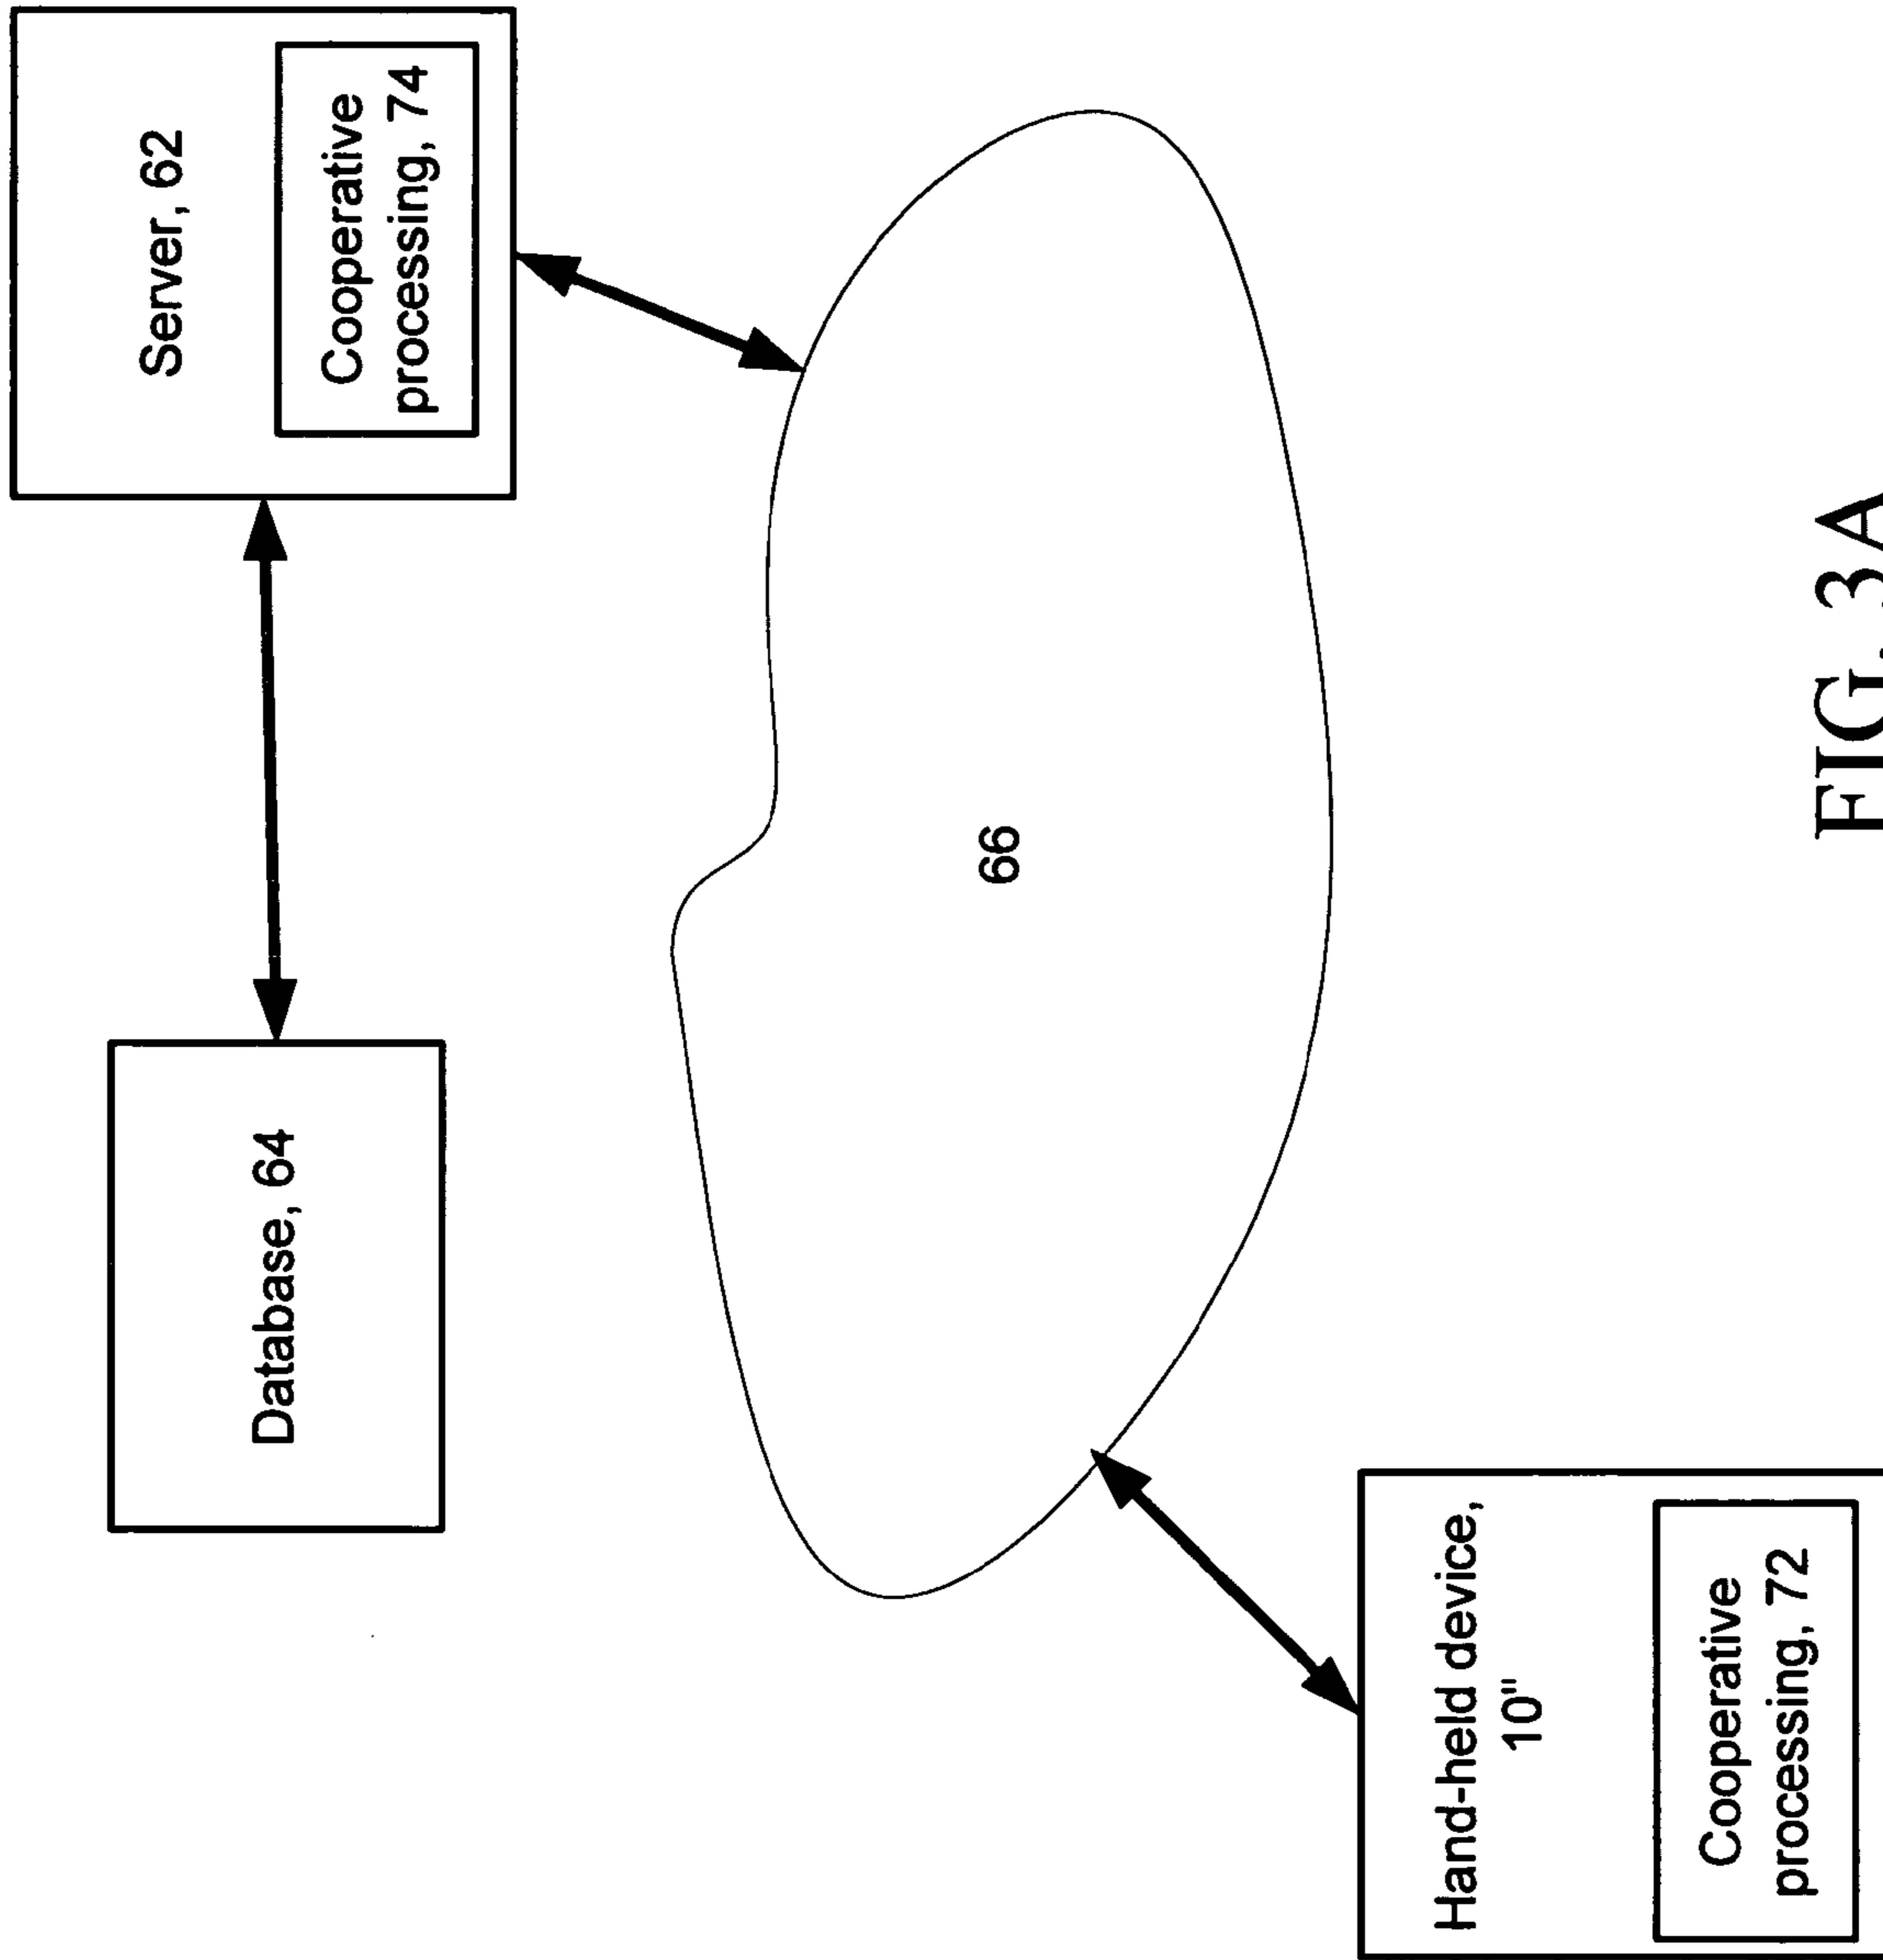 Database, 64
Server, 62
Cooperative
processing, 74
66
Hand-held device,
10"
Cooperative
processing, 72
FIG. 3A